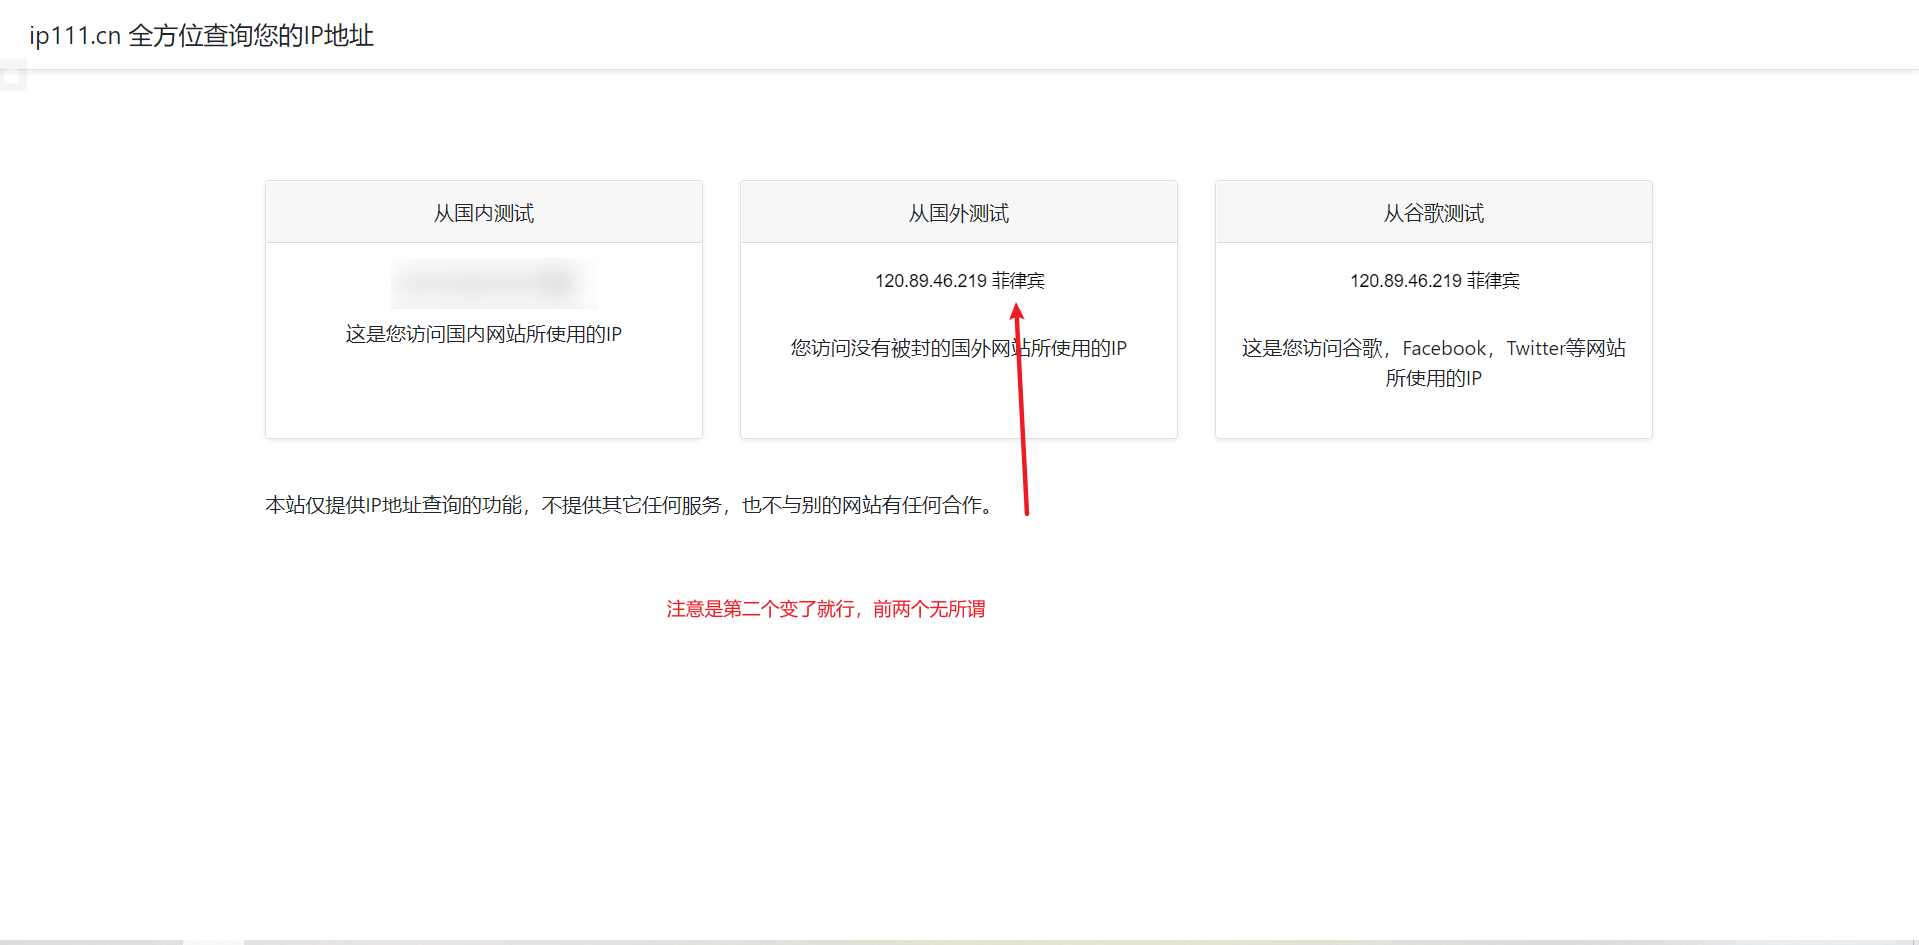 ip111.cn 全方位查询您的IP地址
从国内测试
这是您访问国内网站所使用的IP
从国外测试
120.89.46.219 菲律宾
您访问没有被封的国外网站所使用的IP
从谷歌测试
120.89.46.219 菲律宾
这是您访问谷歌，Facebook，Twitter等网站
所使用的IP
本站仅提供IP地址查询的功能，不提供其它任何服务，也不与别的网站有任何合作。
注意是第二个变了就行，前两个无所谓